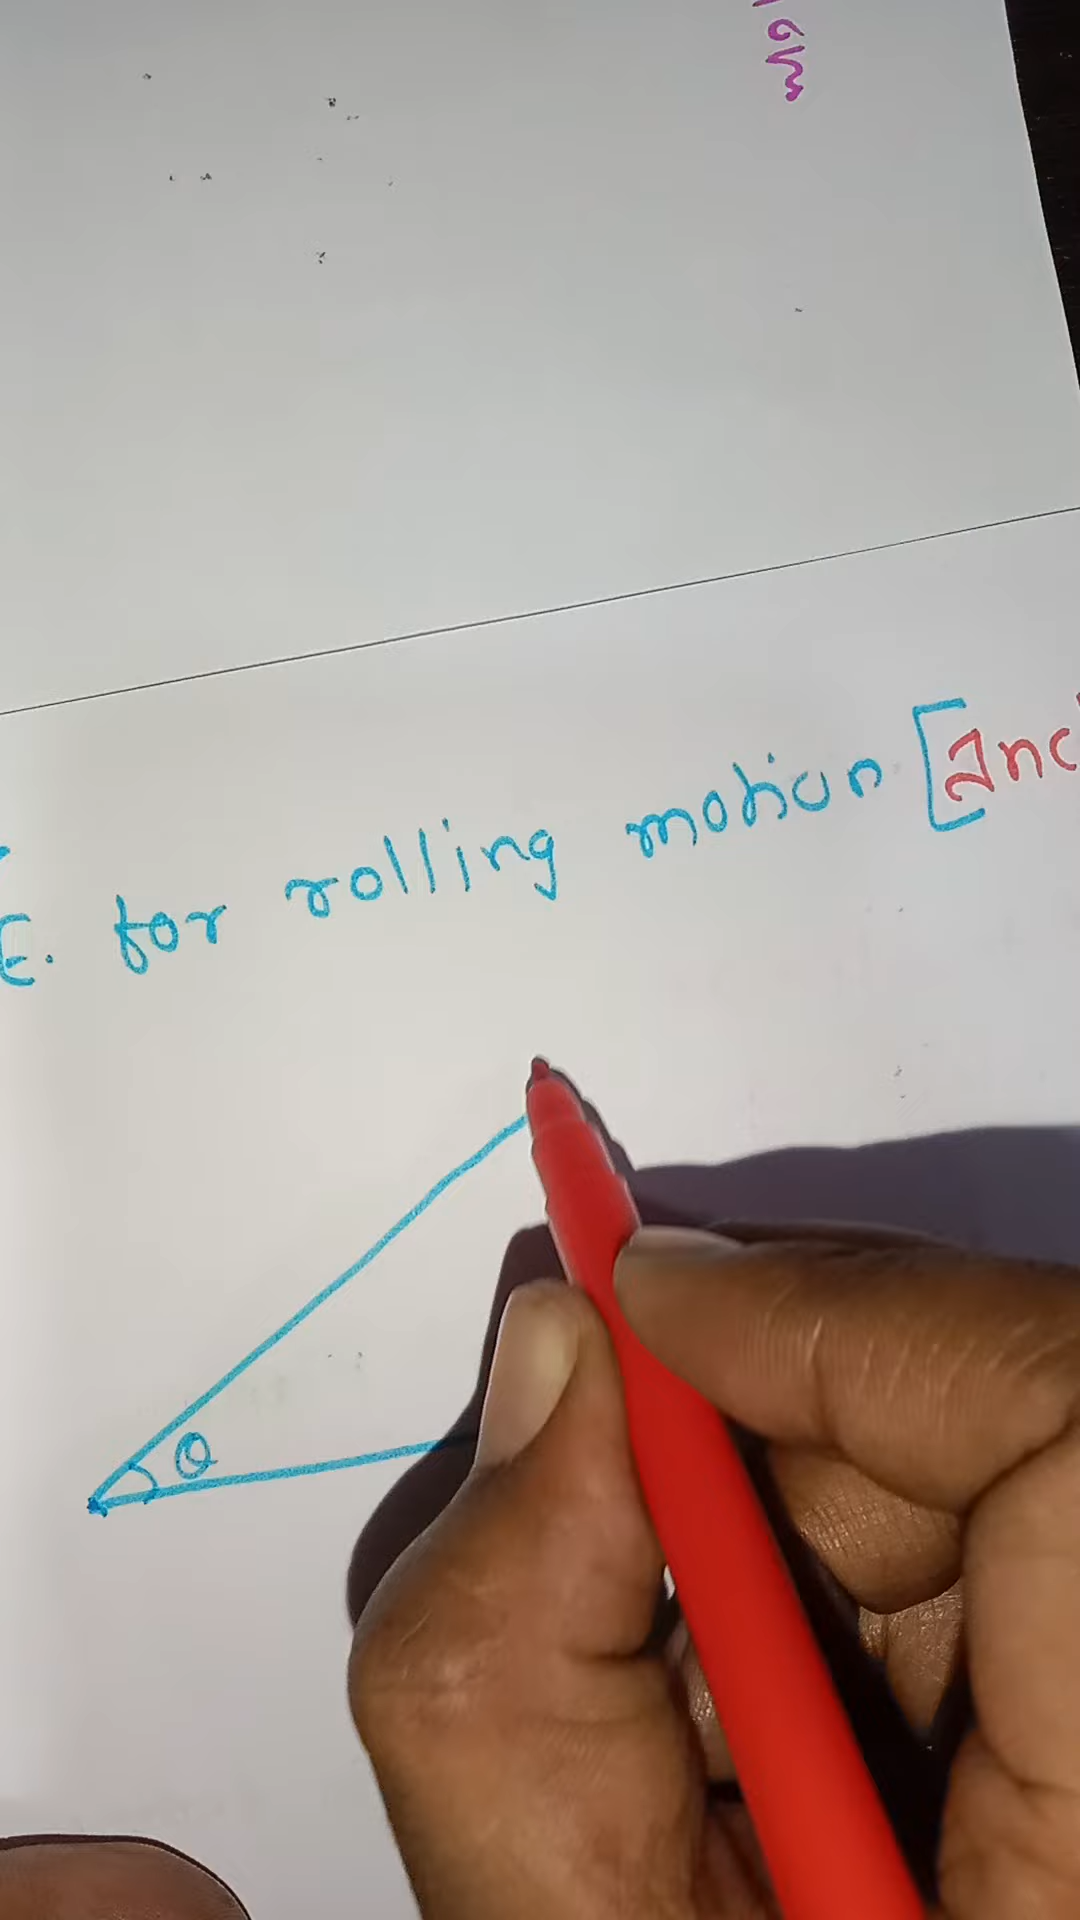 E. for rolling motion [Inc
θ